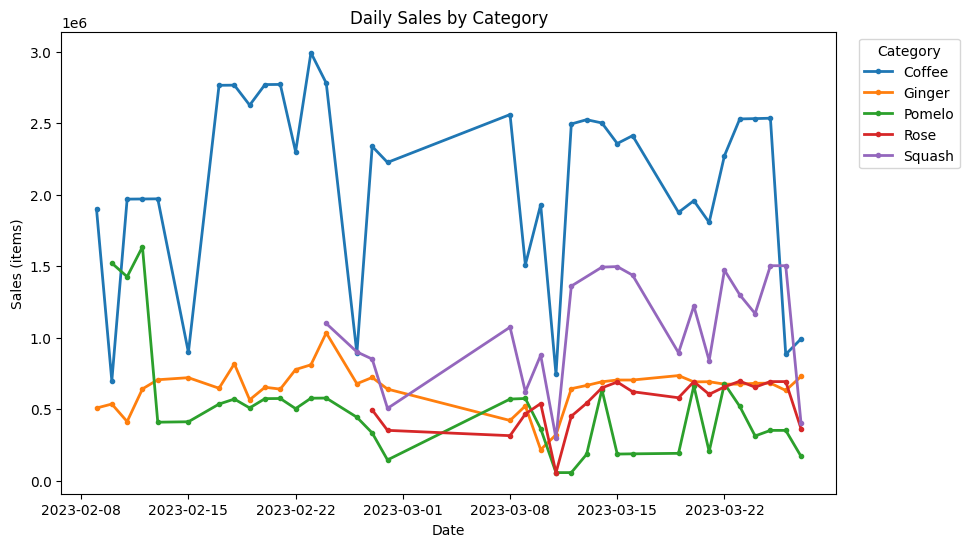 Daily Sales by Category
1e6
3.0
2.5
2.0
1.5
1.0
0.5
0.0
Sales (items)
2023-02-08
2023-02-15
2023-02-22
2023-03-01
2023-03-08
2023-03-15
2023-03-22
Date
Category
Coffee
Ginger
Pomelo
Rose
Squash